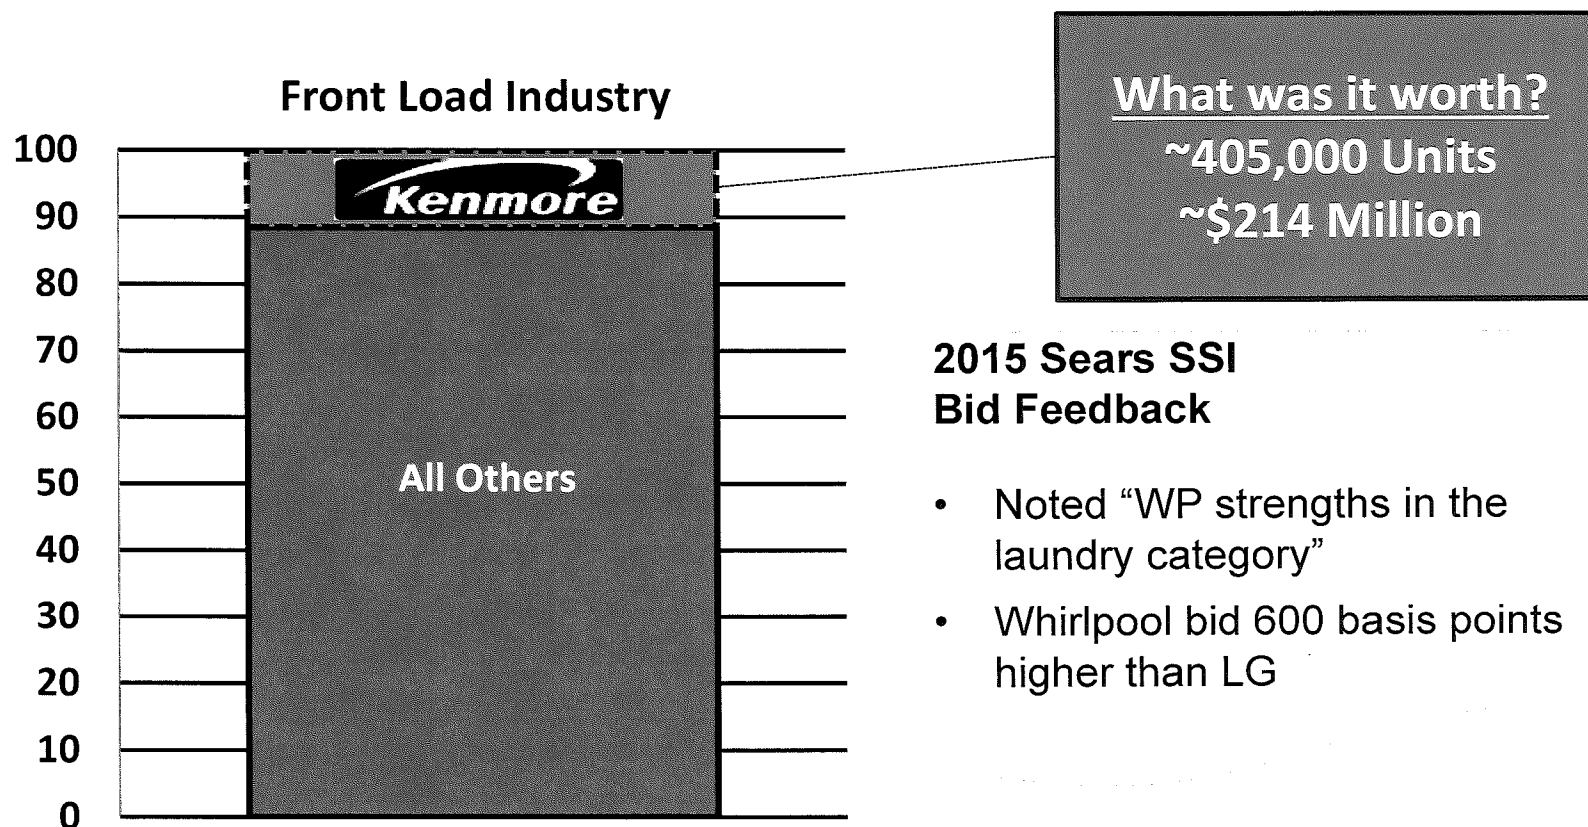 Front Load Industry
100
90
80
70
60
50
40
30
20
10
0
Kenmore
All Others
What was it worth?
~405,000 Units
~$214 Million
2015 Sears SSI
Bid Feedback
• Noted “WP strengths in the
laundry category”
• Whirlpool bid 600 basis points
higher than LG